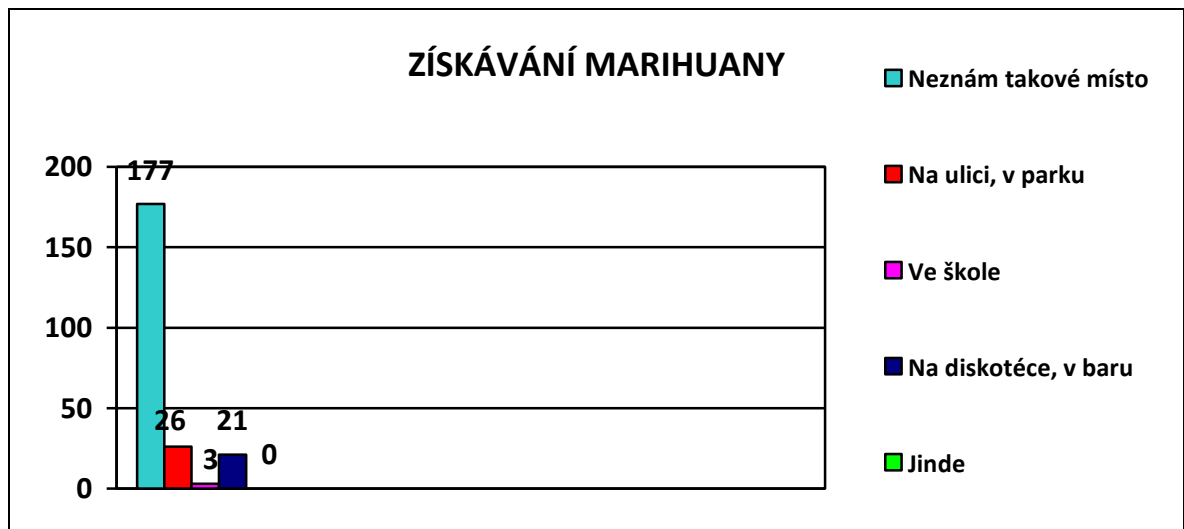 ZÍSKÁVÁNÍ MARIHUANY
200
150
100
50
0
177
26
3
21
0
Neznám takové místo
Na ulici, v parku
Ve škole
Na diskotéce, v baru
Jinde